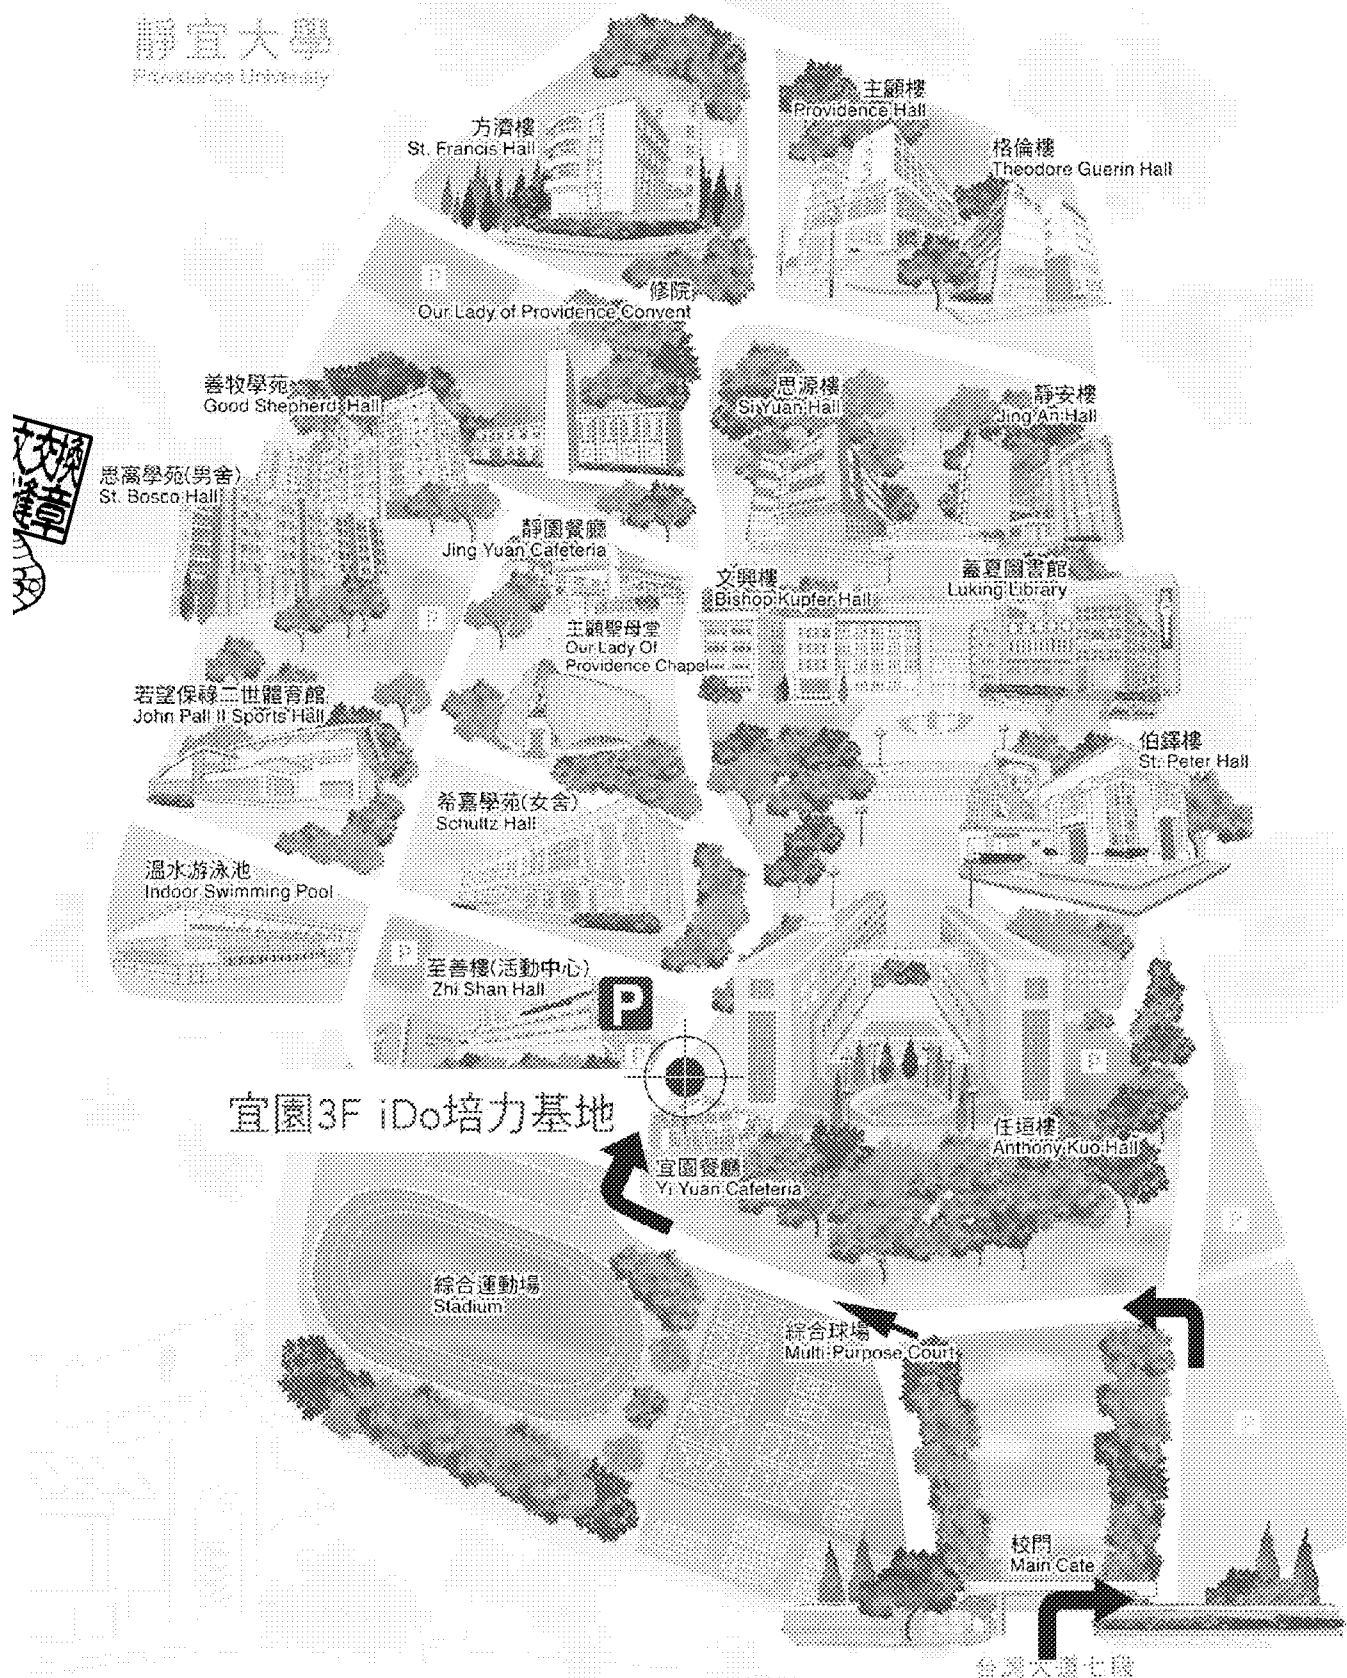 靜宜大學
Providence University
主顧樓
Providence Hall
方濟樓
St. Francis Hall
格倫樓
Theodore Guerin Hall
P
P
修院
Our Lady of Providence Convent
善牧學苑
Good Shepherd Hall
思源樓
Si Yuan Hall
靜安樓
Jing An Hall
交換
章
思高學苑(男舍)
St. Bosco Hall
靜園餐廳
Jing Yuan Cafeteria
文興樓
Bishop Kupfer Hall
蓋夏圖書館
Luking Library
P
主顧聖母堂
Our Lady Of
Providence Chapel
若望保祿二世體育館
John Pall II Sports Hall
伯鐸樓
St. Peter Hall
希嘉學苑(女舍)
Schultz Hall
溫水游泳池
Indoor Swimming Pool
P
至善樓(活動中心)
Zhi Shan Hall
P
P
P
宜園3F iDo培力基地
任垣樓
Anthony Kuo Hall
宜園餐廳
Yi Yuan Cafeteria
P
綜合運動場
Stadium
綜合球場
Multi-Purpose Court
P
校門
Main Gate
台灣大道七段